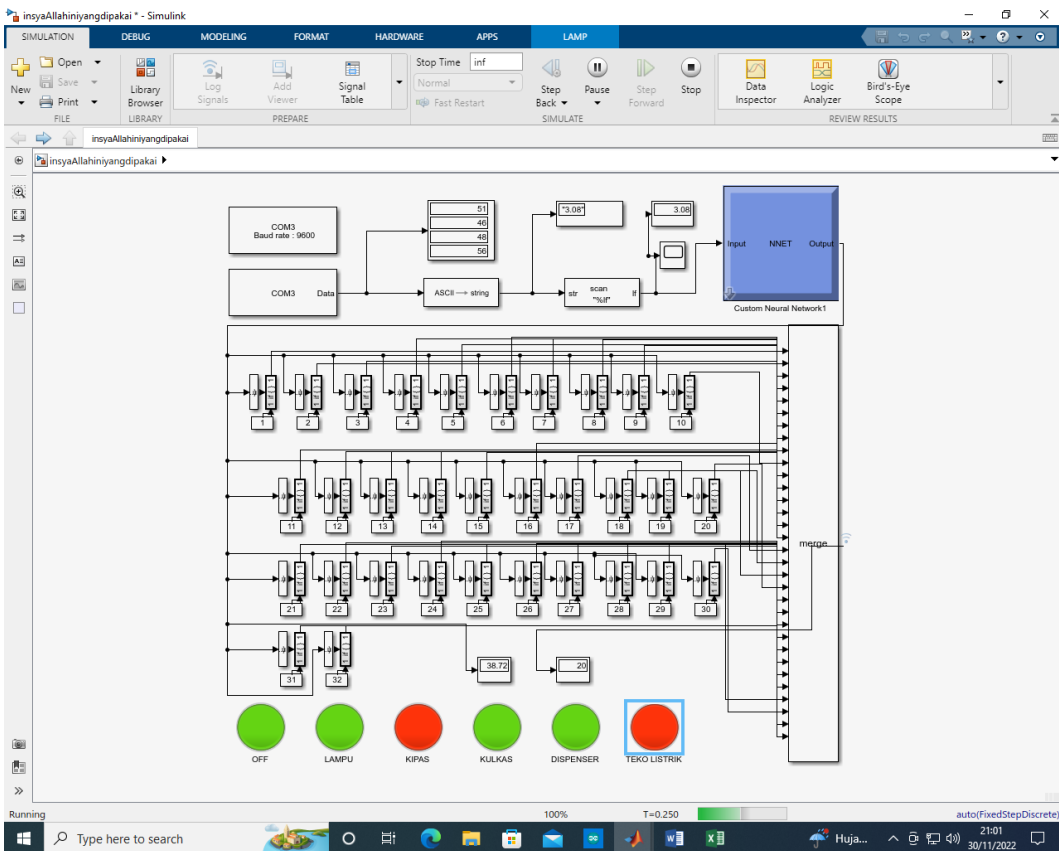 insyaAllahiniyangdipakai * - Simulink
SIMULATION DEBUG MODELING FORMAT HARDWARE APPS LAMP
New
Open
Save
Print
FILE
Library Browser
LIBRARY
Log Signals
Add Viewer
Signal Table
PREPARE
Stop Time inf
Normal
Fast Restart
Step Back
Pause
Step Forward
Stop
SIMULATE
Data Inspector
Logic Analyzer
Bird's-Eye Scope
REVIEW RESULTS
insyaAllahiniyangdipakai
insyaAllahiniyangdipakai
COM3
Baud rate : 9600
51
46
48
56
"3.08"
3.08
Input NNET Output
Custom Neural Network1
COM3 Data
ASCII → string
str scan "%lf" lf
1 2 3 4 5 6 7 8 9 10
11 12 13 14 15 16 17 18 19 20
merge
21 22 23 24 25 26 27 28 29 30
31 32
38.72
20
OFF LAMPU KIPAS KULKAS DISPENSER TEKO LISTRIK
Running 100% T=0.250 auto(FixedStepDiscrete)
Type here to search
Huja...
21:01
30/11/2022